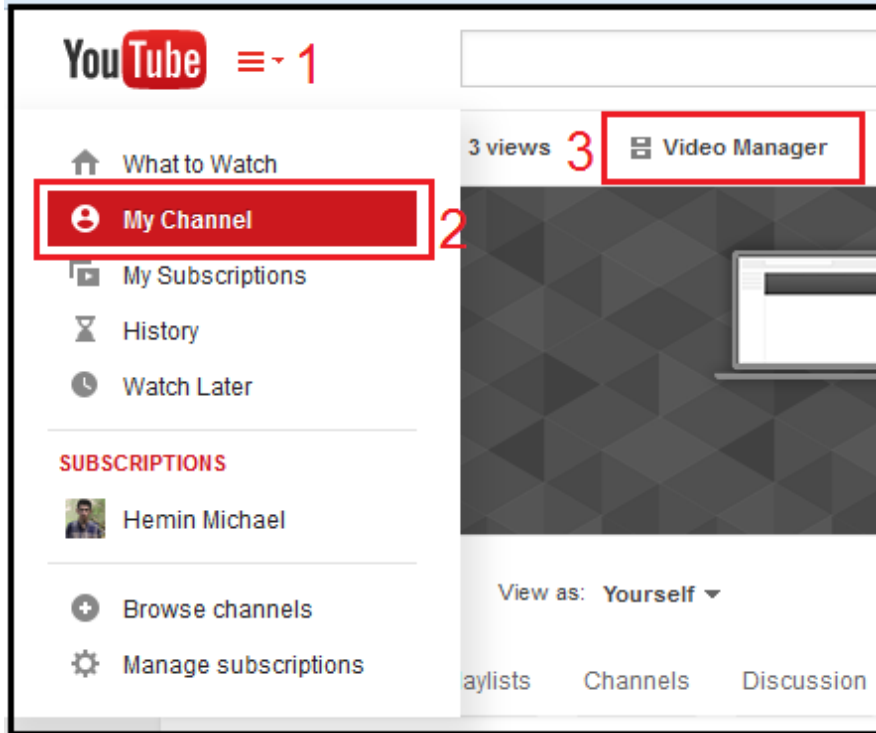 YouTube 1
3 views 3 Video Manager
What to Watch
My Channel 2
My Subscriptions
History
Watch Later
SUBSCRIPTIONS
Hemin Michael
View as: Yourself
Browse channels
Manage subscriptions
aylists Channels Discussion